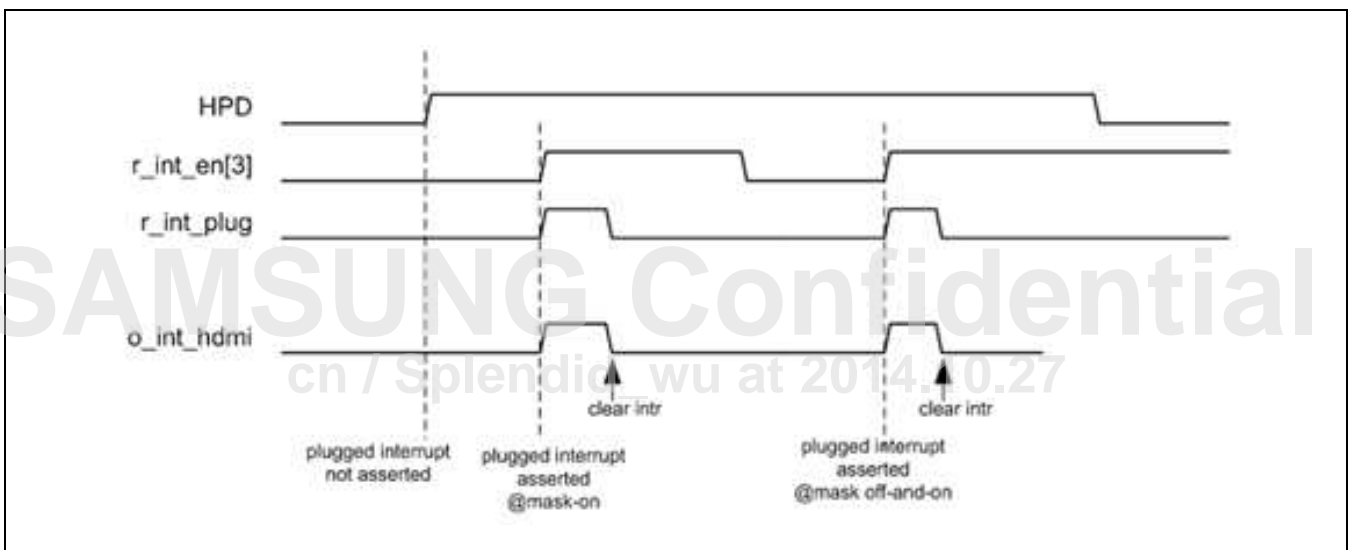 HPD
r_int_en[3]
r_int_plug
SAMSUNG Confidential
o_int_hdmi
cn / Splendid_wu at 2014.10.27
clear intr
clear intr
plugged interrupt
not asserted
plugged interrupt
asserted
@mask-on
plugged interrupt
asserted
@mask off-and-on